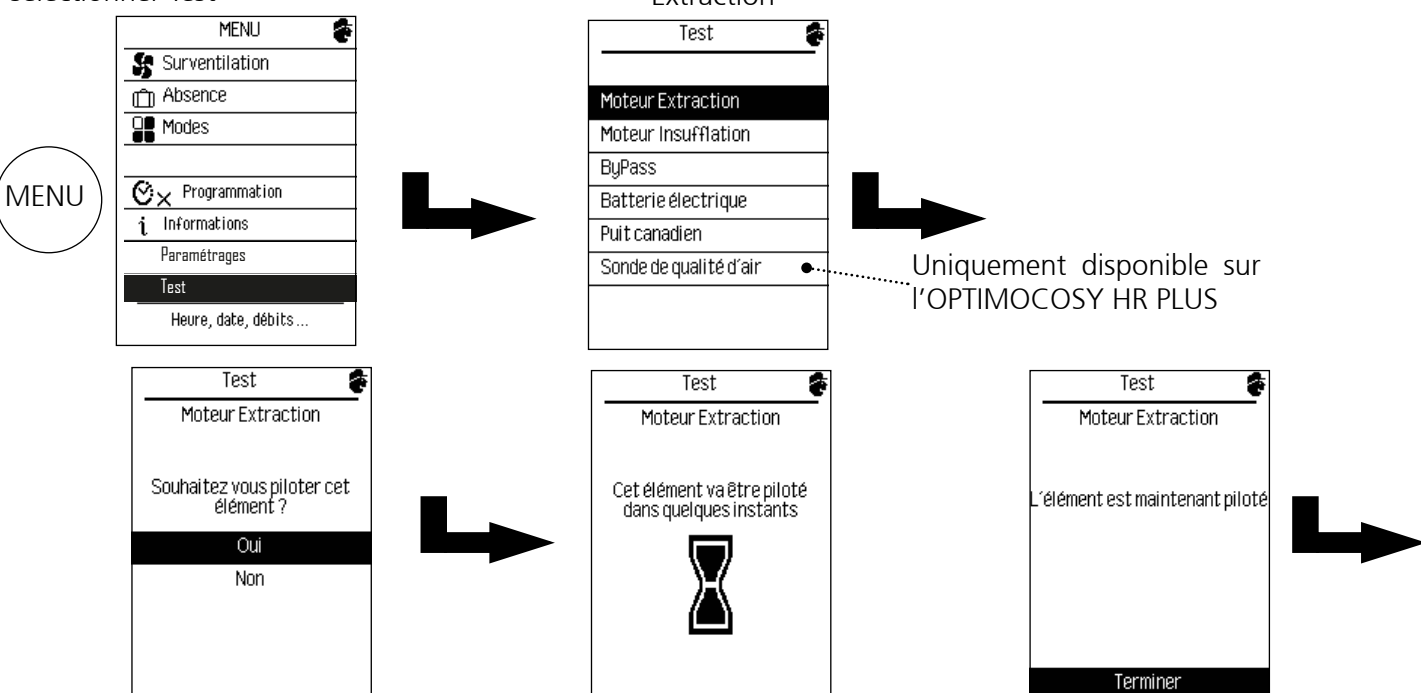 Sélectionner Test
Extraction
MENU
MENU
Surventilation
Absence
Modes
Programmation
Informations
Paramétrages
Test
Heure, date, débits ...
Test
Moteur Extraction
Moteur Insufflation
ByPass
Batterie électrique
Puit canadien
Sonde de qualité d'air
Uniquement disponible sur
l'OPTIMOCOSY HR PLUS
Test
Moteur Extraction
Souhaitez vous piloter cet
élément ?
Oui
Non
Test
Moteur Extraction
Cet élément va être piloté
dans quelques instants
Test
Moteur Extraction
L'élément est maintenant piloté
Terminer